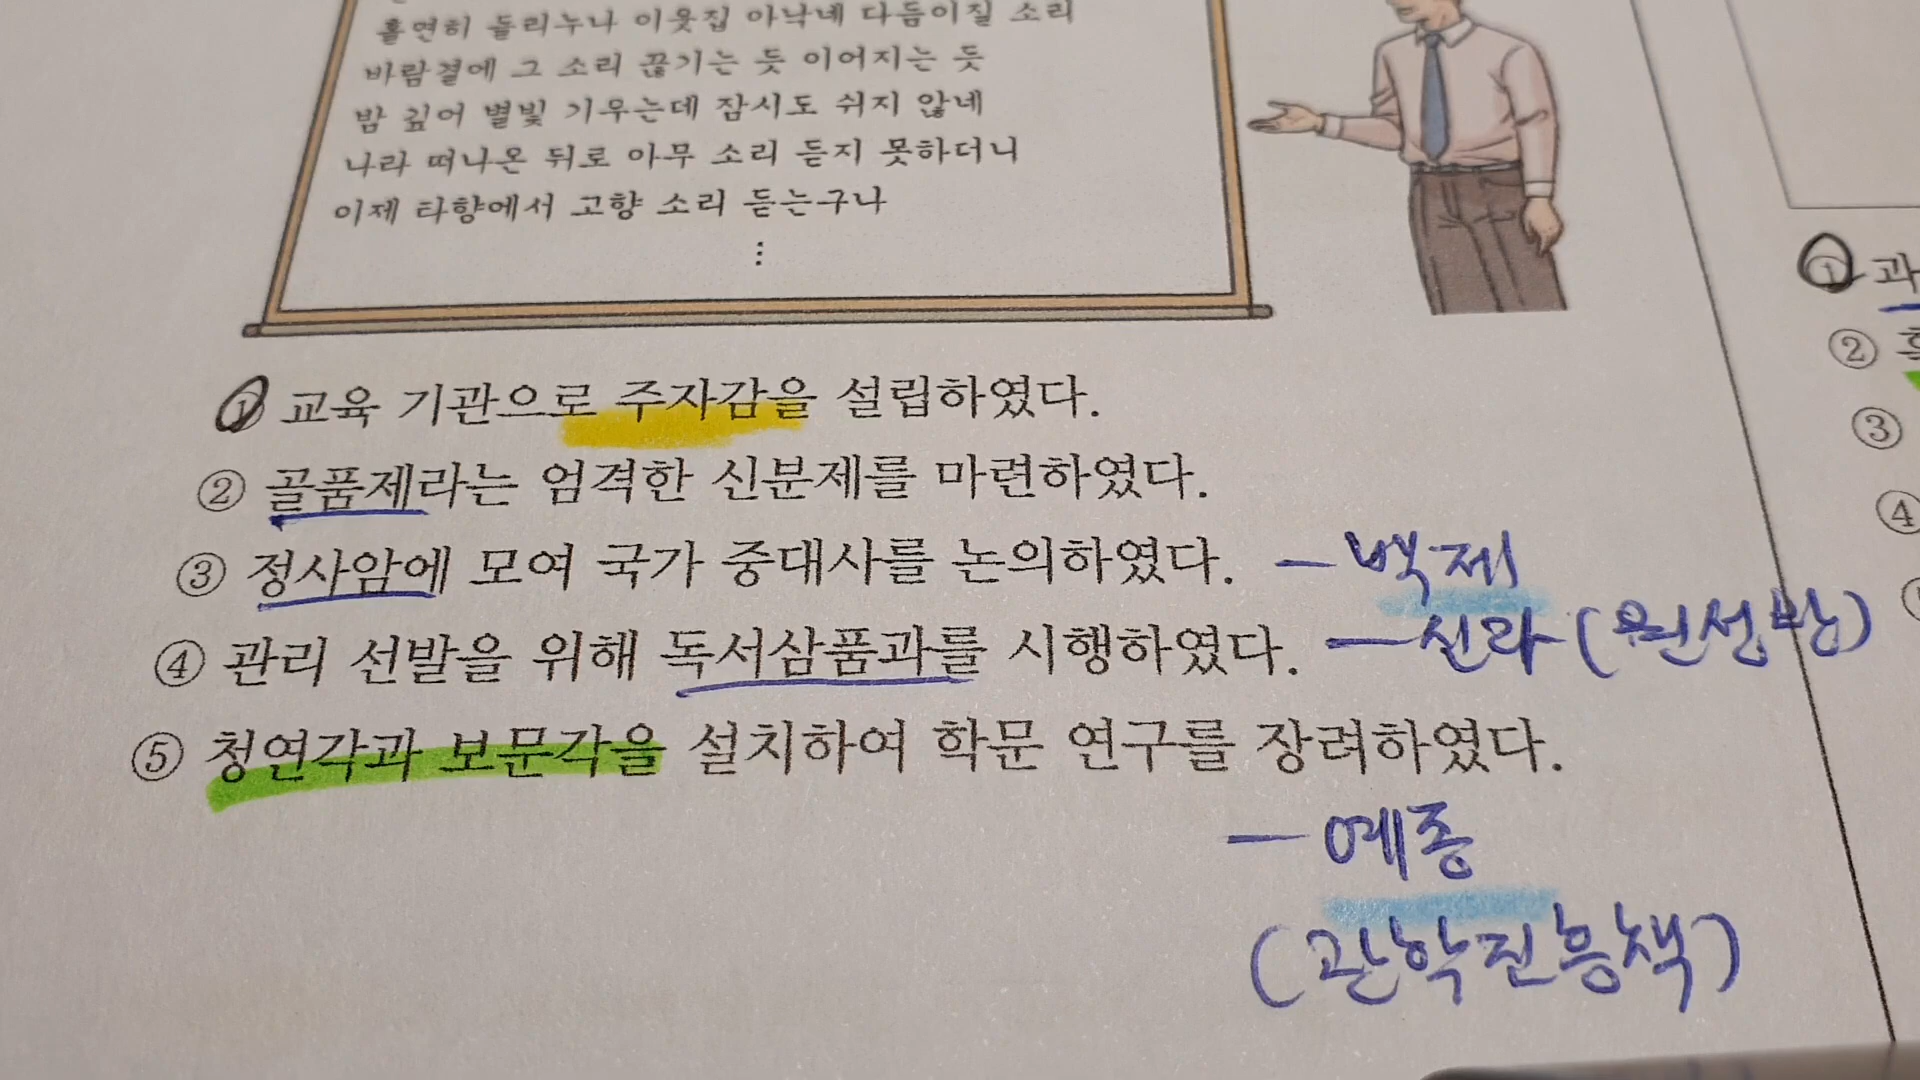 홀연히 들리누나 이웃집 아낙네 다듬이질 소리
바람결에 그 소리 끊기는 듯 이어지는 듯
밤 깊어 별빛 기우는데 잠시도 쉬지 않네
나라 떠나온 뒤로 아무 소리 듣지 못하더니
이제 타향에서 고향 소리 듣는구나
⋮
① 교육 기관으로 주자감을 설립하였다.
② 골품제라는 엄격한 신분제를 마련하였다.
③ 정사암에 모여 국가 중대사를 논의하였다. - 백제
④ 관리 선발을 위해 독서삼품과를 시행하였다. - 신라 (원성왕)
⑤ 청연각과 보문각을 설치하여 학문 연구를 장려하였다.
- 예종
(관학진흥책)
① 과
②
③
④